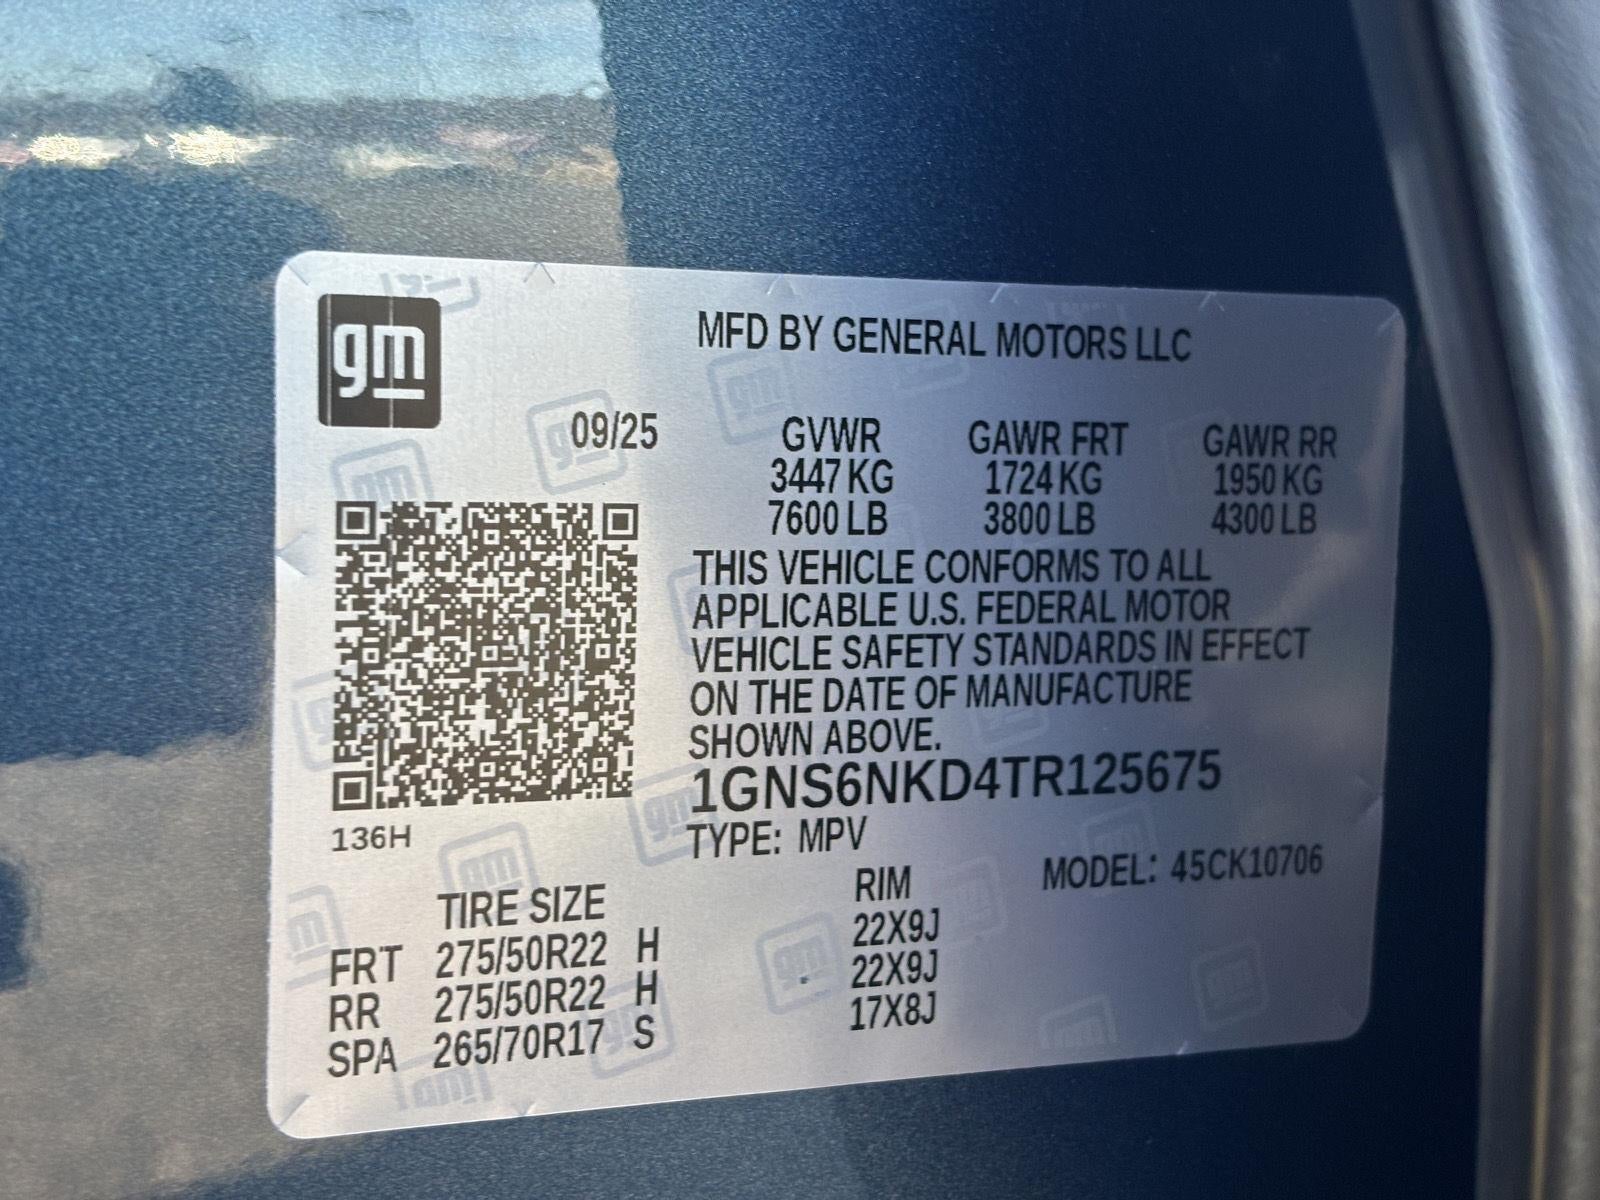 gm
MFD BY GENERAL MOTORS LLC
09/25
GVWR GAWR FRT GAWR RR
3447 KG 1724 KG 1950 KG
7600 LB 3800 LB 4300 LB
THIS VEHICLE CONFORMS TO ALL
APPLICABLE U.S. FEDERAL MOTOR
VEHICLE SAFETY STANDARDS IN EFFECT
ON THE DATE OF MANUFACTURE
SHOWN ABOVE.
1GNS6NKD4TR125675
136H
TYPE: MPV
MODEL: 45CK10706
TIRE SIZE RIM
FRT 275/50R22 H 22X9J
RR 275/50R22 H 22X9J
SPA 265/70R17 S 17X8J